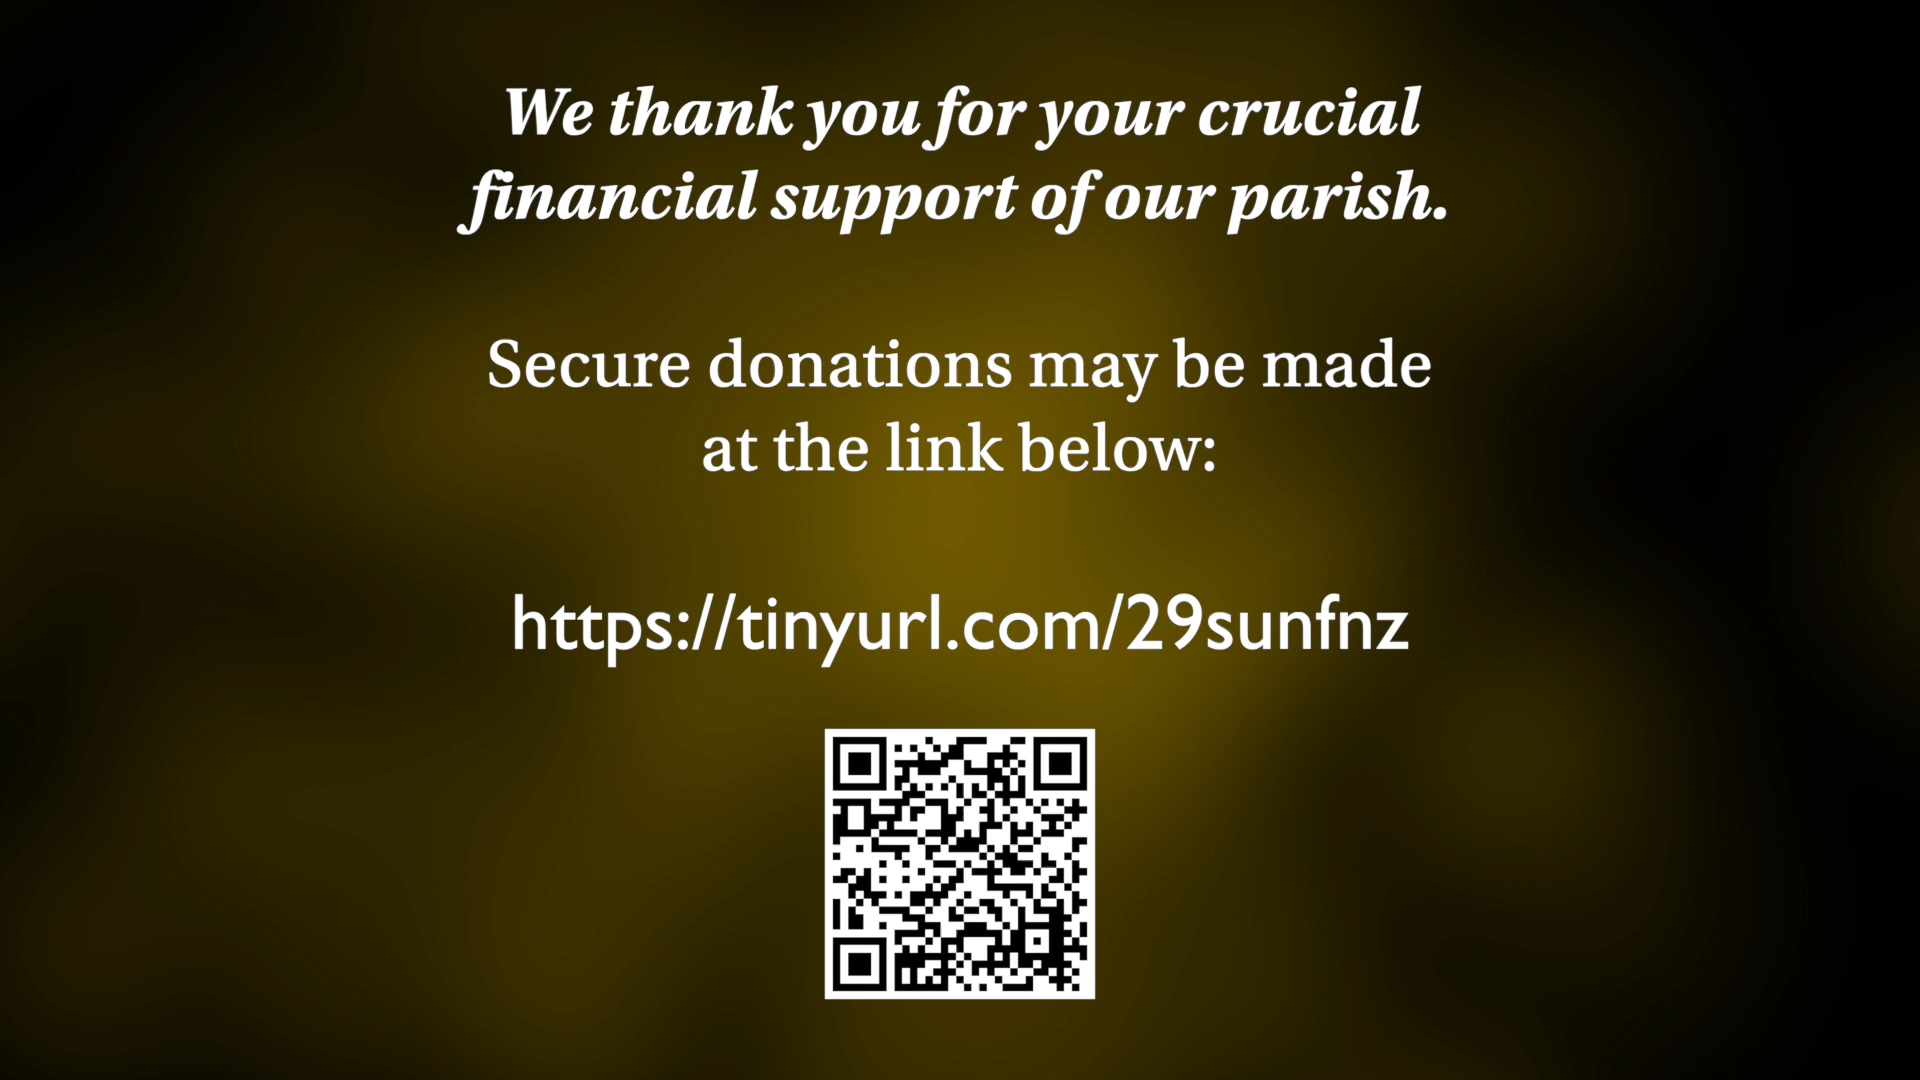 We thank you for your crucial
financial support of our parish.
Secure donations may be made
at the link below:
https://tinyurl.com/29sunfnz